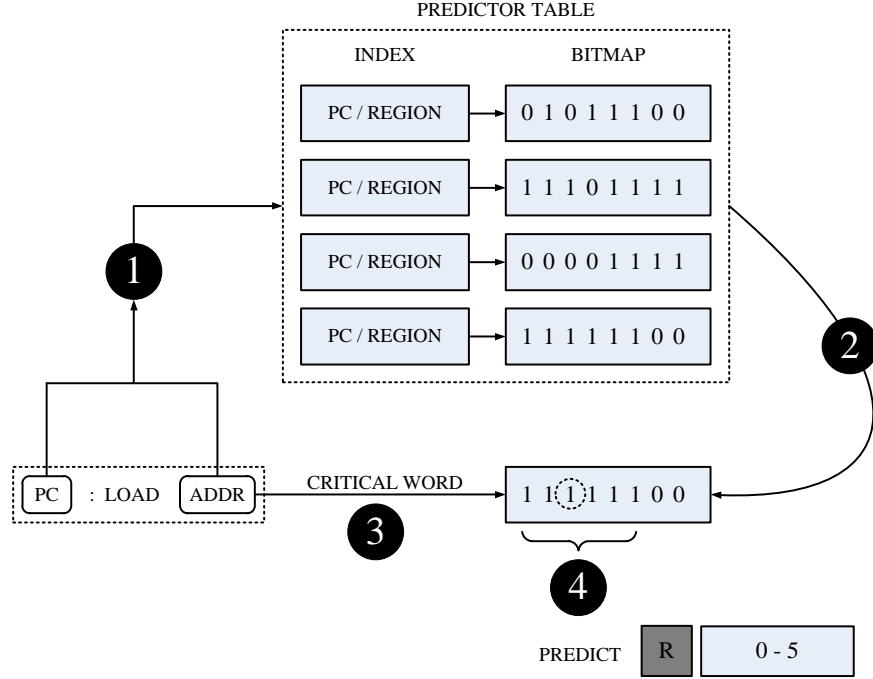 PREDICTOR TABLE
INDEX BITMAP
PC / REGION 0 1 0 1 1 1 0 0
PC / REGION 1 1 1 0 1 1 1 1
1
PC / REGION 0 0 0 0 1 1 1 1
PC / REGION 1 1 1 1 1 1 0 0
2
PC : LOAD ADDR CRITICAL WORD 1 1 1 1 1 1 0 0
3
4
PREDICT R 0 - 5